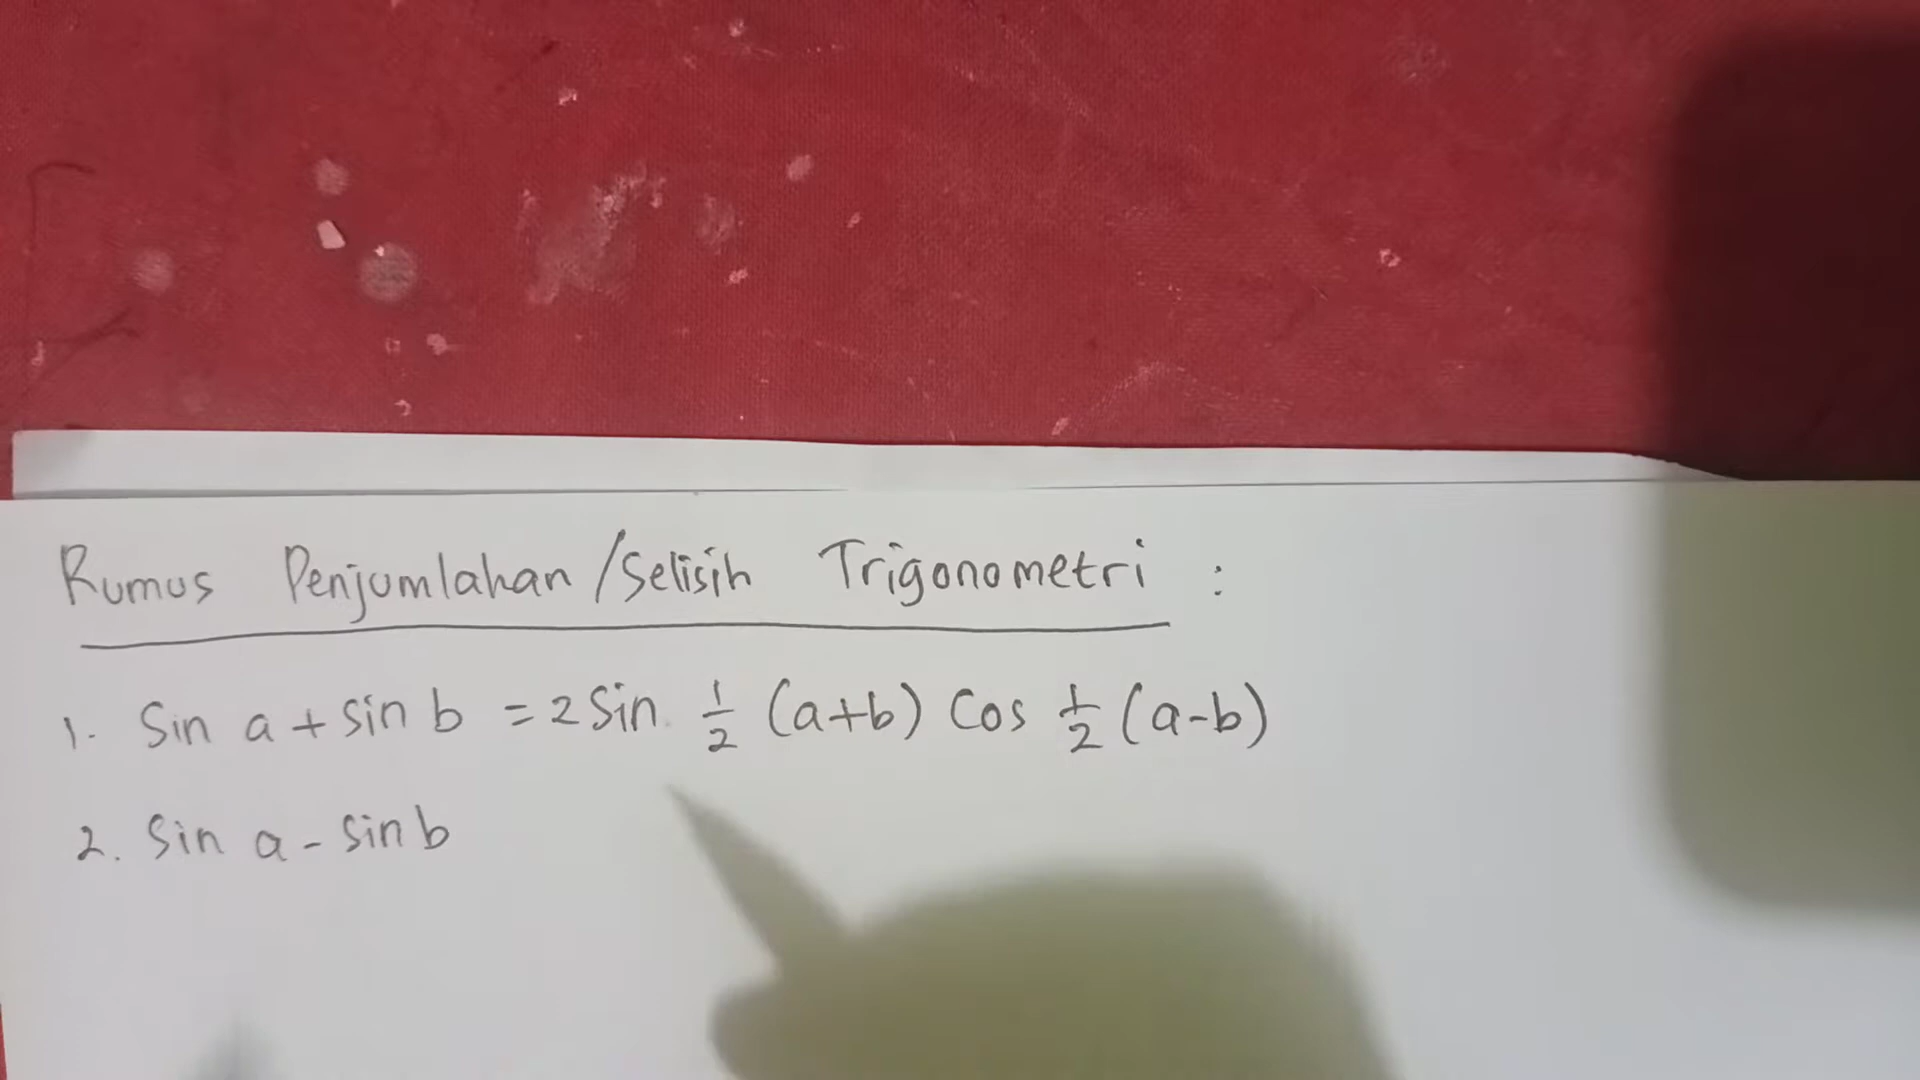 Rumus Penjumlahan /Selisih Trigonometri :
1. Sin a + sin b = 2 Sin ½ (a+b) Cos ½ (a-b)
2. Sin a - Sin b